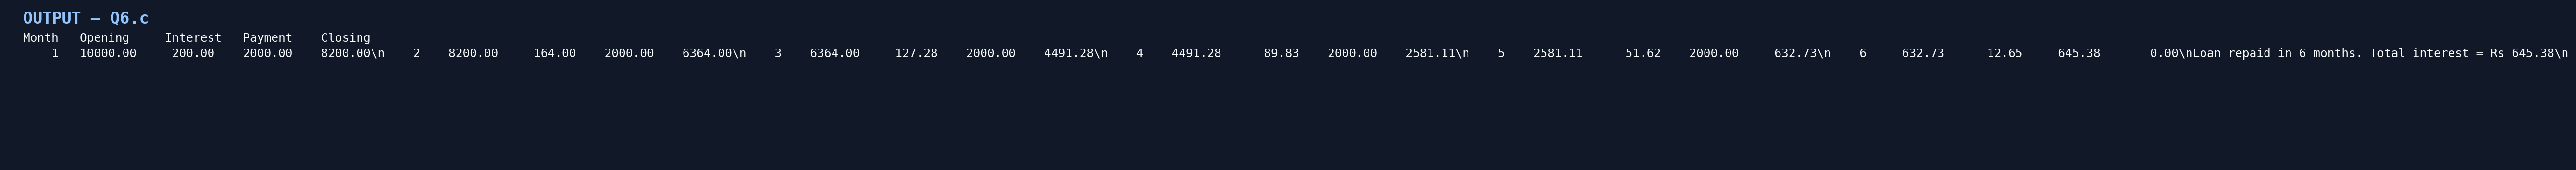 OUTPUT — Q6.c
Month   Opening     Interest   Payment    Closing
    1   10000.00     200.00    2000.00    8200.00\n    2    8200.00     164.00    2000.00    6364.00\n    3    6364.00     127.28    2000.00    4491.28\n    4    4491.28      89.83    2000.00    2581.11\n    5    2581.11      51.62    2000.00     632.73\n    6     632.73      12.65     645.38       0.00\nLoan repaid in 6 months. Total interest = Rs 645.38\n